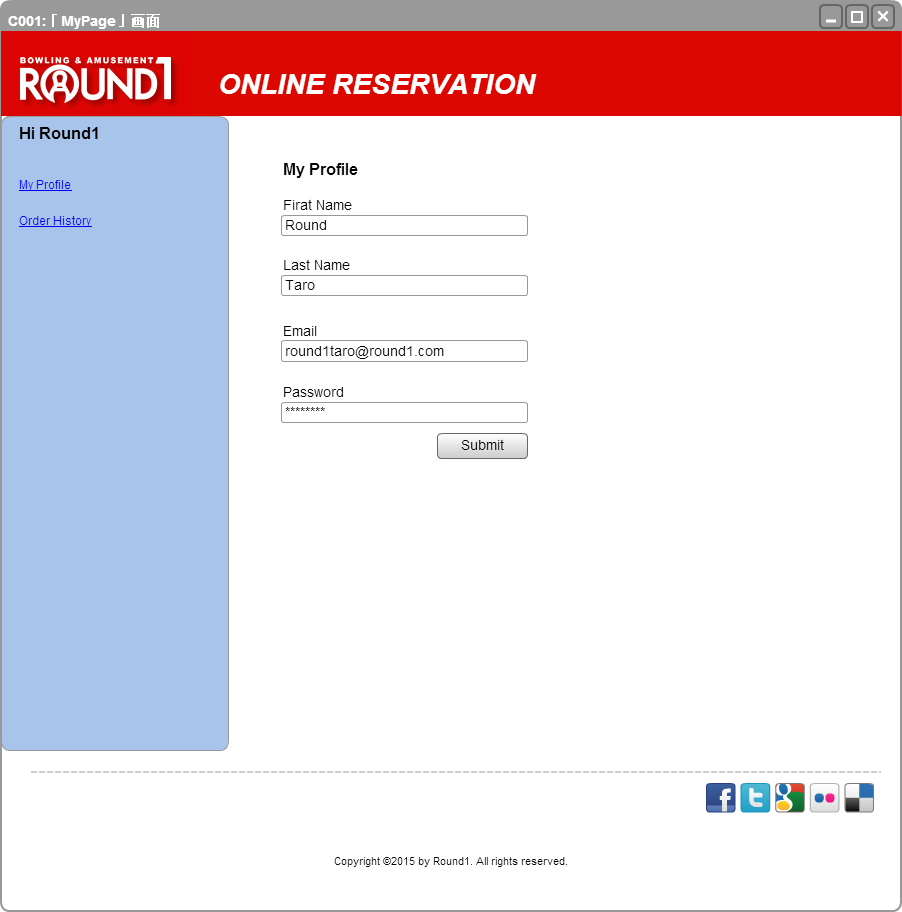 C001:「 MyPage 」画面
BOWLING & AMUSEMENT
ROUND1
ONLINE RESERVATION
Hi Round1
My Profile
Order History
My Profile
Firat Name
Round
Last Name
Taro
Email
round1taro@round1.com
Password
********
Submit
Copyright ©2015 by Round1. All rights reserved.